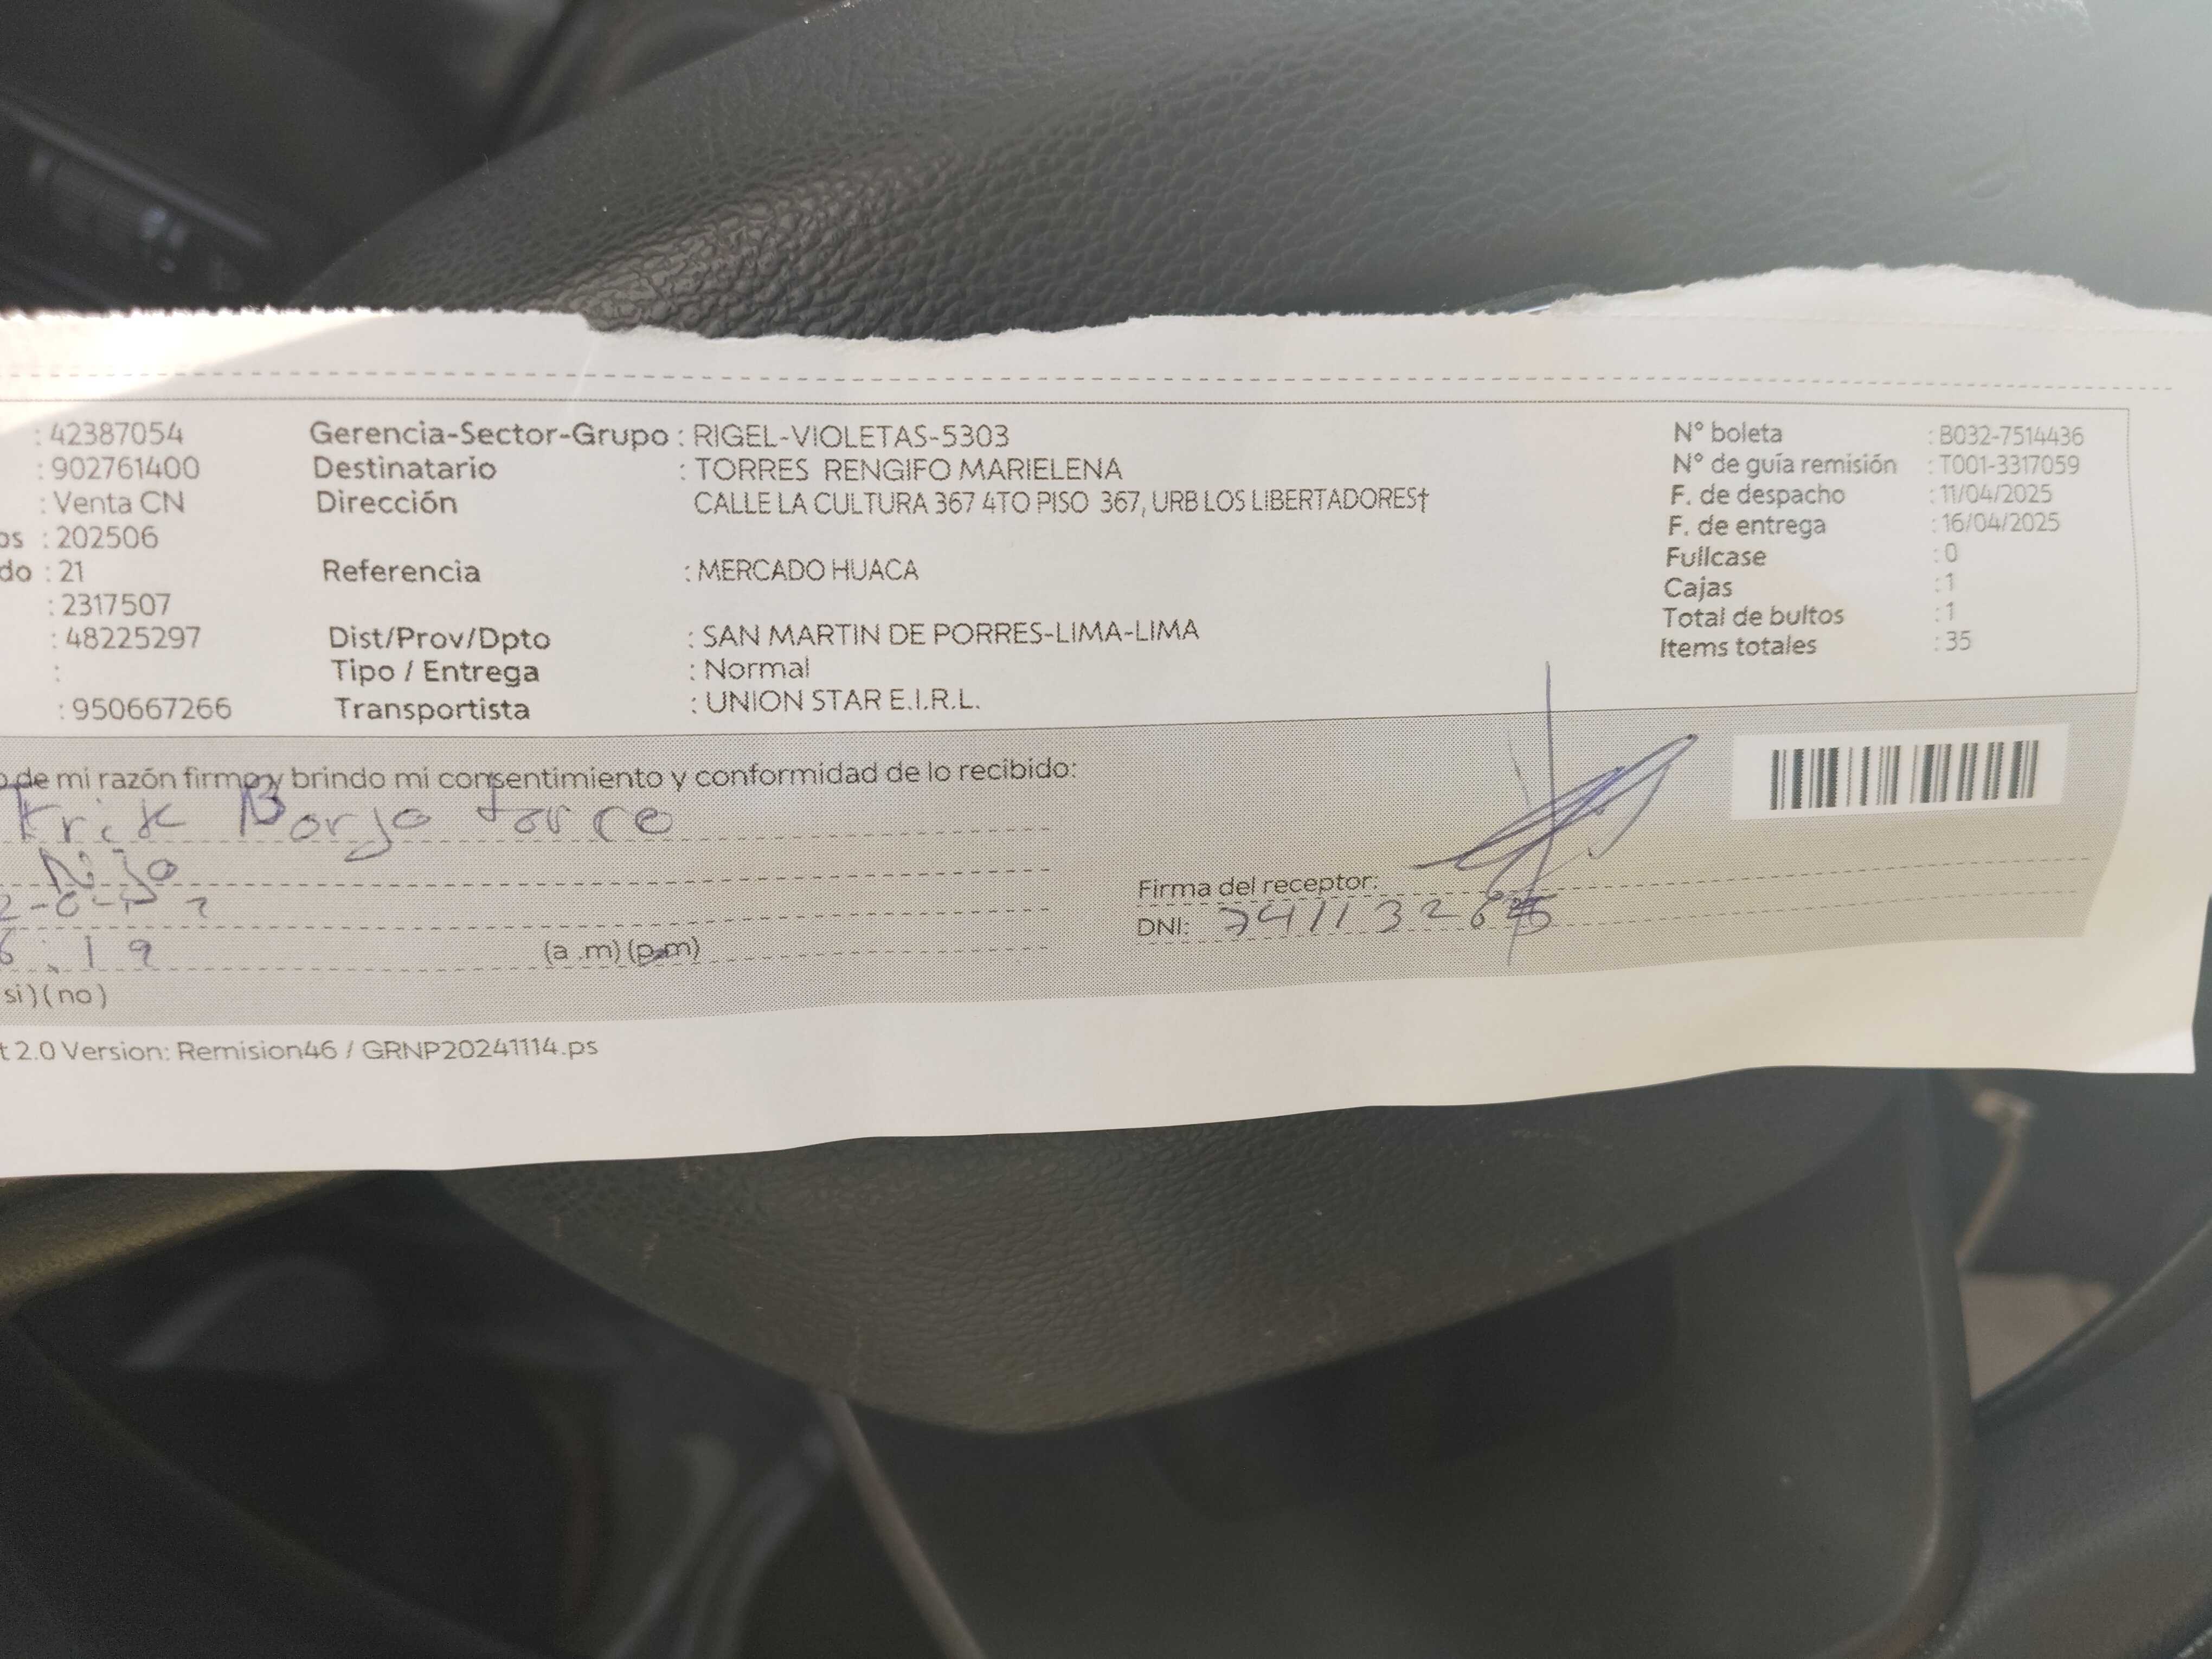 : 42387054 Gerencia-Sector-Grupo : RIGEL-VIOLETAS-5303 N° boleta : B032-7514436
: 902761400 Destinatario : TORRES RENGIFO MARIELENA N° de guía remisión : T001-3317059
: Venta CN Dirección CALLE LA CULTURA 367 4TO PISO 367, URB LOS LIBERTADORES† F. de despacho : 11/04/2025
os : 202506 F. de entrega : 16/04/2025
do : 21 Referencia : MERCADO HUACA Fullcase : 0
: 2317507 Cajas : 1
: 48225297 Dist/Prov/Dpto : SAN MARTIN DE PORRES-LIMA-LIMA Total de bultos : 1
: Tipo / Entrega : Normal Items totales : 35
: 950667266 Transportista : UNION STAR E.I.R.L.
o de mi razón firmo y brindo mi consentimiento y conformidad de lo recibido:
Erik Borja
Firma del receptor:
DNI:
: 19 (a .m) (p.m)
si) ( no )
t 2.0 Version: Remision46 / GRNP20241114.ps